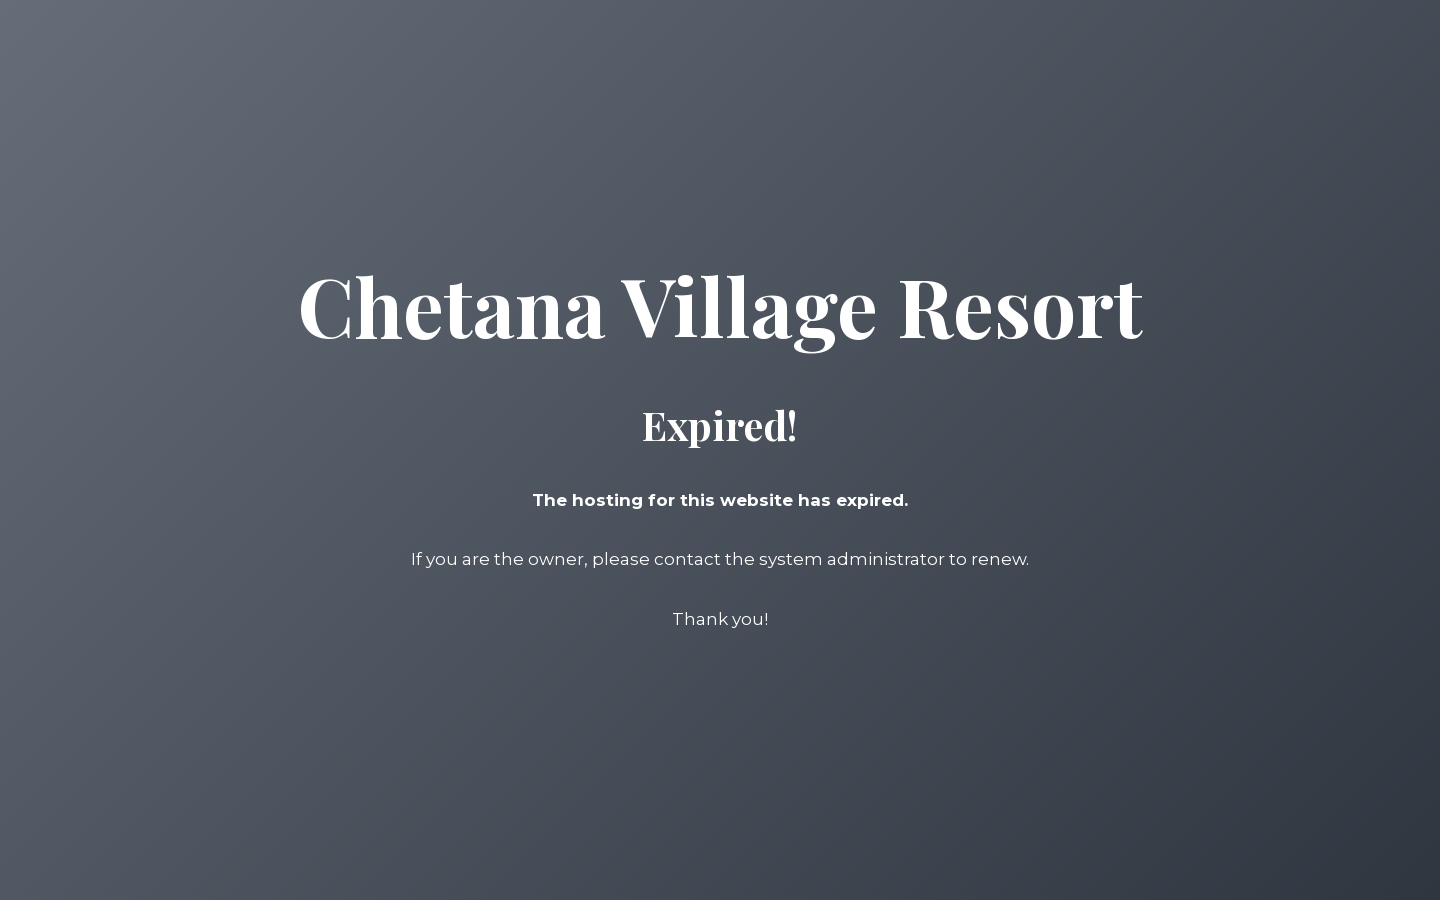 Chetana Village Resort
Expired!
The hosting for this website has expired.
If you are the owner, please contact the system administrator to renew.
Thank you!